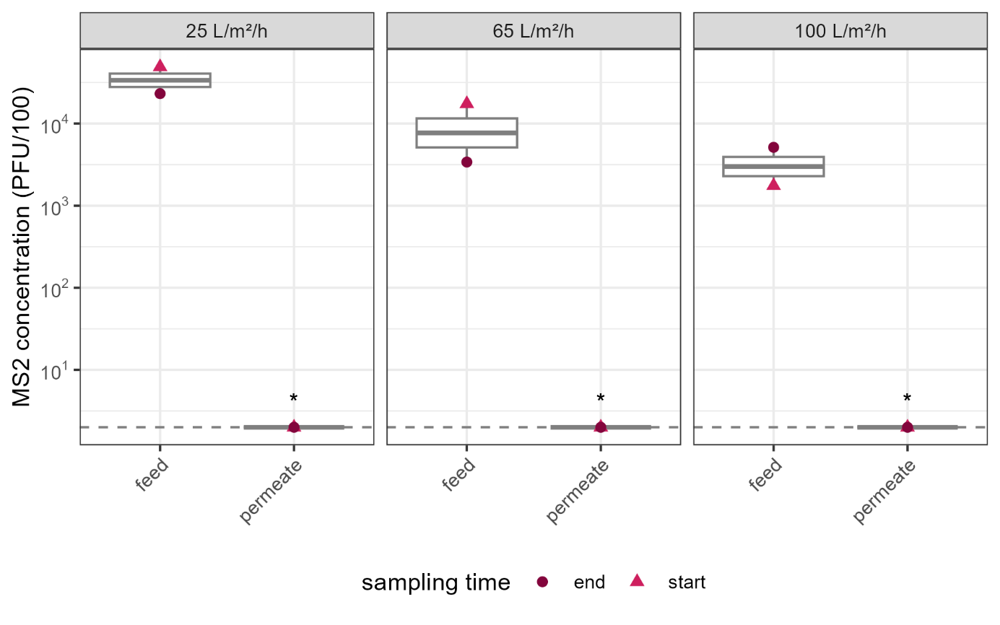 25 L/m²/h
65 L/m²/h
100 L/m²/h
MS2 concentration (PFU/100)
10⁴
10³
10²
10¹
*
*
*
feed
permeate
feed
permeate
feed
permeate
sampling time end start